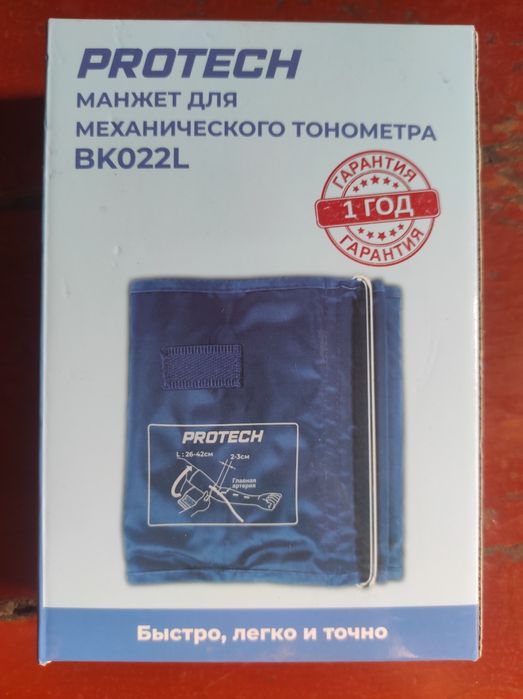 PROTECH
МАНЖЕТ ДЛЯ
МЕХАНИЧЕСКОГО ТОНОМЕТРА
BK022L
ГАРАНТИЯ
1 ГОД
ГАРАНТИЯ
PROTECH
L : 26-42см
2-3см
Главная
артерия
Быстро, легко и точно